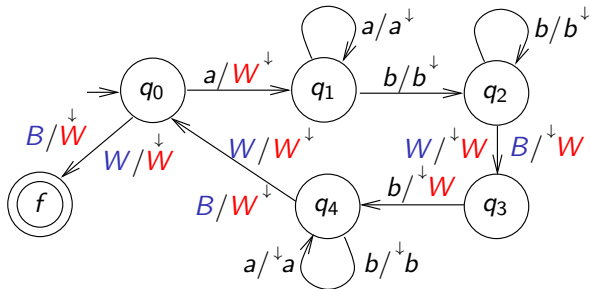 a/a↓
b/b↓
q0
a/W↓
q1
b/b↓
q2
B/W↓
W/W↓
W/W↓
W/↓W
B/↓W
f
B/W↓
q4
b/↓W
q3
a/↓a
b/↓b